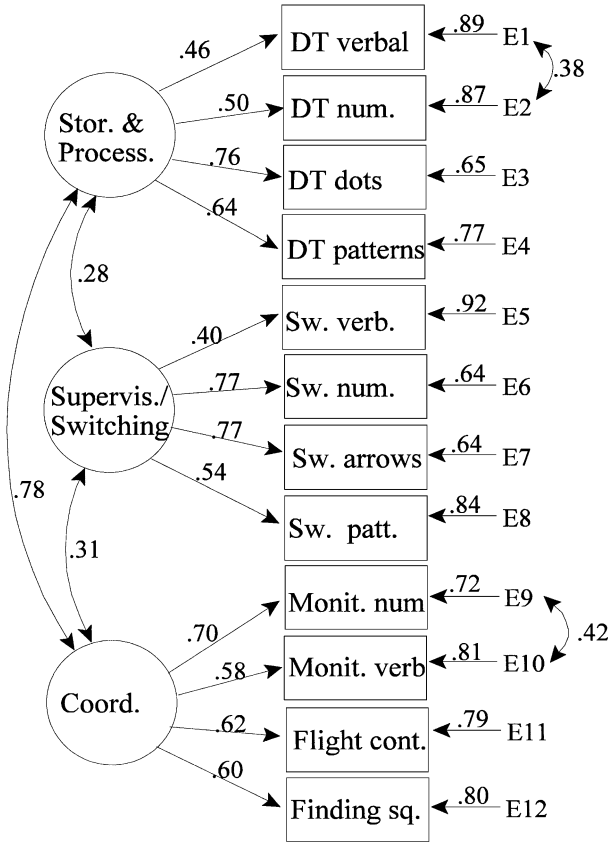 .46
DT verbal
.89
E1
.38
.50
DT num.
.87
E2
Stor. &
Process.
.76
DT dots
.65
E3
.64
DT patterns
.77
E4
.28
.40
Sw. verb.
.92
E5
Supervis./
Switching
.77
Sw. num.
.64
E6
.77
Sw. arrows
.64
E7
.54
Sw. patt.
.84
E8
.78
.31
.70
Monit. num
.72
E9
.42
.58
Monit. verb
.81
E10
Coord.
.62
Flight cont.
.79
E11
.60
Finding sq.
.80
E12